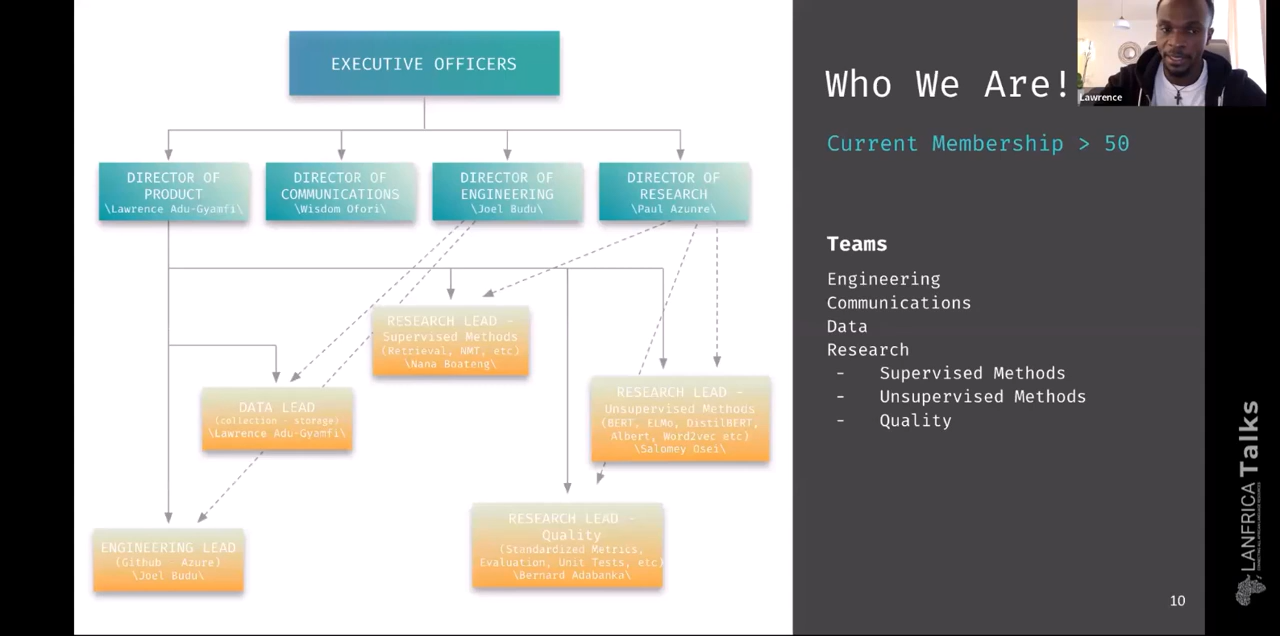 EXECUTIVE OFFICERS
DIRECTOR OF
PRODUCT
\Lawrence Adu-Gyamfi\
DIRECTOR OF
COMMUNICATIONS
\Wisdom Ofori\
DIRECTOR OF
ENGINEERING
\Joel Budu\
DIRECTOR OF
RESEARCH
\Paul Azunre\
RESEARCH LEAD -
Supervised Methods
(Retrieval, NMT, etc)
\Nana Boateng\
DATA LEAD
(collection - storage)
\Lawrence Adu-Gyamfi\
RESEARCH LEAD -
Unsupervised Methods
(BERT, ELMo, DistilBERT,
Albert, Word2vec etc)
\Salomey Osei\
ENGINEERING LEAD
(Github Azure)
\Joel Budu\
RESEARCH LEAD -
Quality
(Standardized Metrics,
Evaluation, Unit Tests, etc)
\Bernard Adabanka\
Who We Are!
Current Membership > 50
Teams
Engineering
Communications
Data
Research
- Supervised Methods
- Unsupervised Methods
- Quality
10
Lawrence
LANFRICA Talks